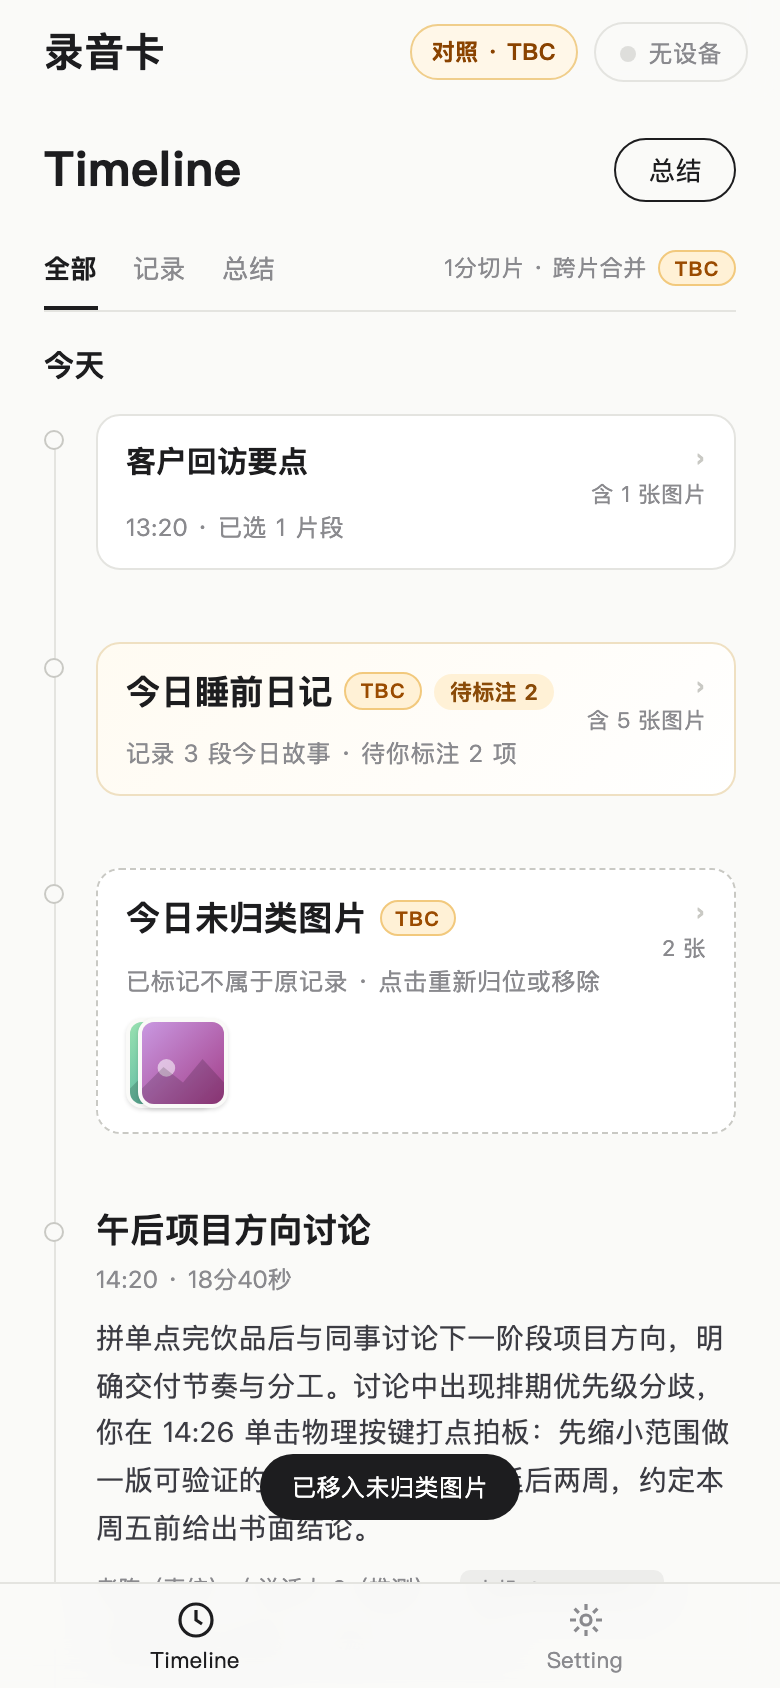 录音卡
对照 · TBC
无设备
Timeline
总结
全部 记录 总结
1分切片 · 跨片合并 TBC
今天
客户回访要点
含 1 张图片
13:20 · 已选 1 片段
今日睡前日记 TBC 待标注 2
含 5 张图片
记录 3 段今日故事 · 待你标注 2 项
今日未归类图片 TBC
2 张
已标记不属于原记录 · 点击重新归位或移除
午后项目方向讨论
14:20 · 18分40秒
拼单点完饮品后与同事讨论下一阶段项目方向，明
确交付节奏与分工。讨论中出现排期优先级分歧，
你在 14:26 单击物理按键打点拍板：先缩小范围做
一版可验证的 后两周，约定本
已移入未归类图片
周五前给出书面结论。
Timeline
Setting